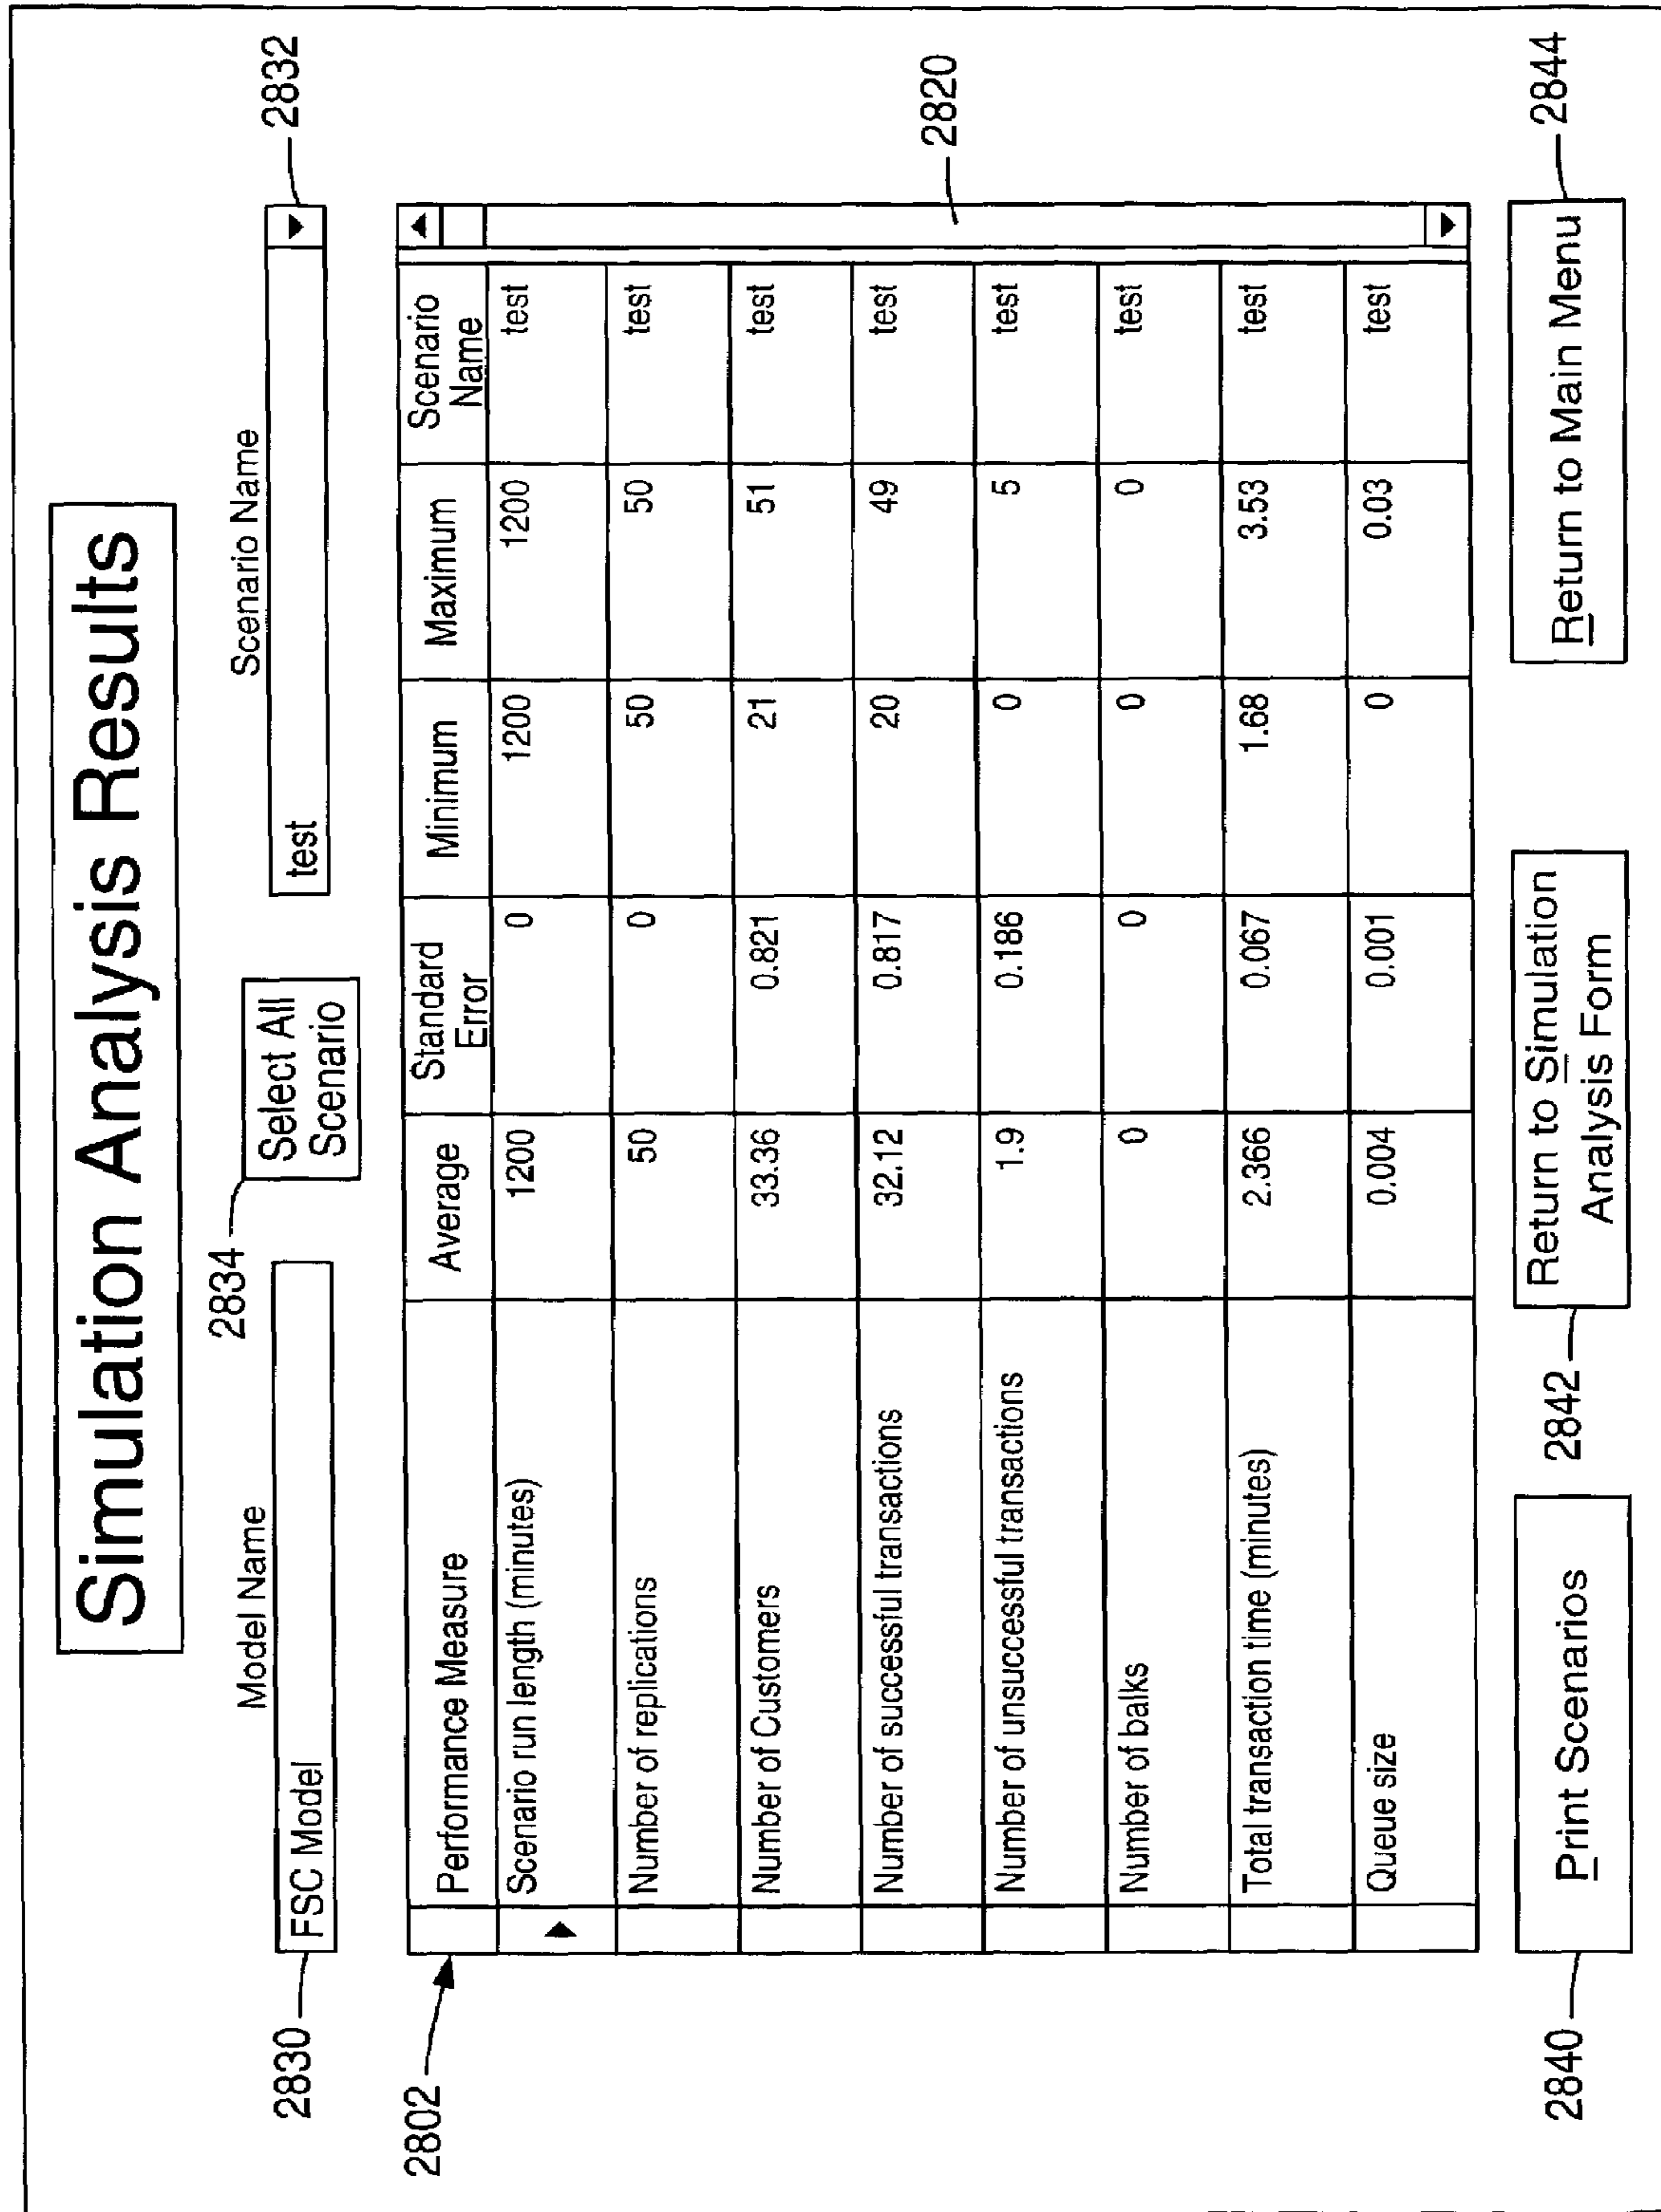 Simulation Analysis Results
Model Name
2834
Scenario Name
2830
FSC Model
Select All
Scenario
test
2832
2802
Performance Measure
Average
Standard
Error
Minimum
Maximum
Scenario
Name
Scenario run length (minutes)
1200
0
1200
1200
test
Number of replications
50
0
50
50
test
Number of Customers
33.36
0.821
21
51
test
Number of successful transactions
32.12
0.817
20
49
test
Number of unsuccessful transactions
1.9
0.186
0
5
test
Number of balks
0
0
0
0
test
Total transaction time (minutes)
2.366
0.067
1.68
3.53
test
Queue size
0.004
0.001
0
0.03
test
2820
2840
Print Scenarios
2842
Return to Simulation
Analysis Form
Return to Main Menu
2844